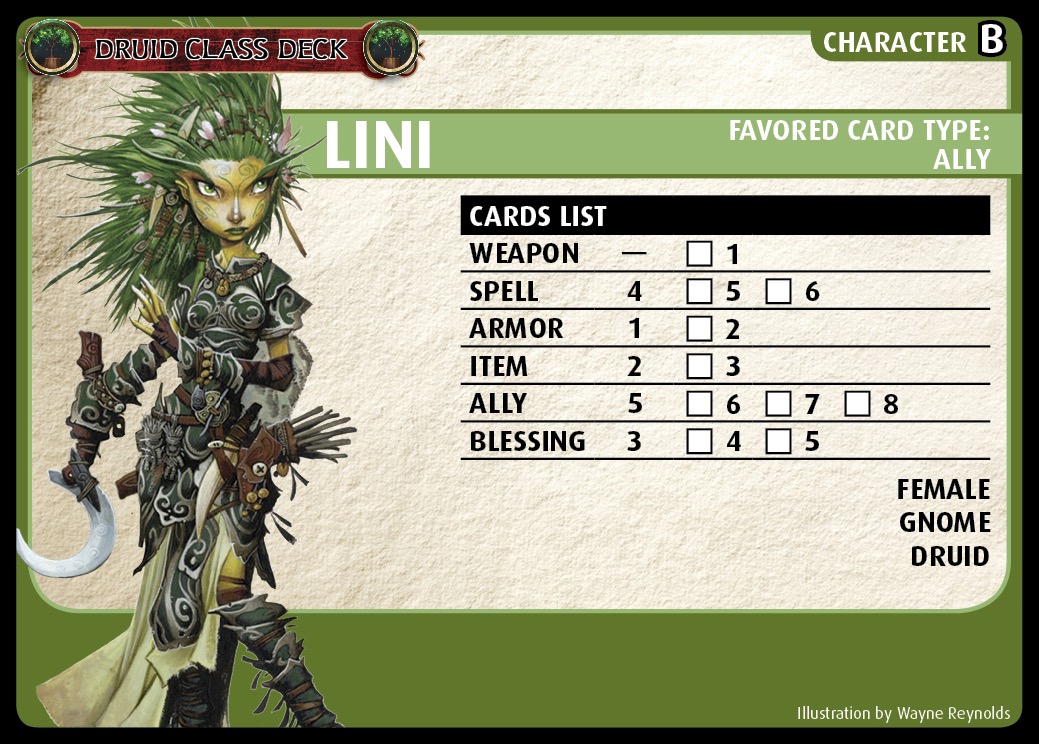 DRUID CLASS DECK
CHARACTER B
LINI
FAVORED CARD TYPE:
ALLY
CARDS LIST
WEAPON — ☐ 1
SPELL 4 ☐ 5 ☐ 6
ARMOR 1 ☐ 2
ITEM 2 ☐ 3
ALLY 5 ☐ 6 ☐ 7 ☐ 8
BLESSING 3 ☐ 4 ☐ 5
FEMALE
GNOME
DRUID
Illustration by Wayne Reynolds